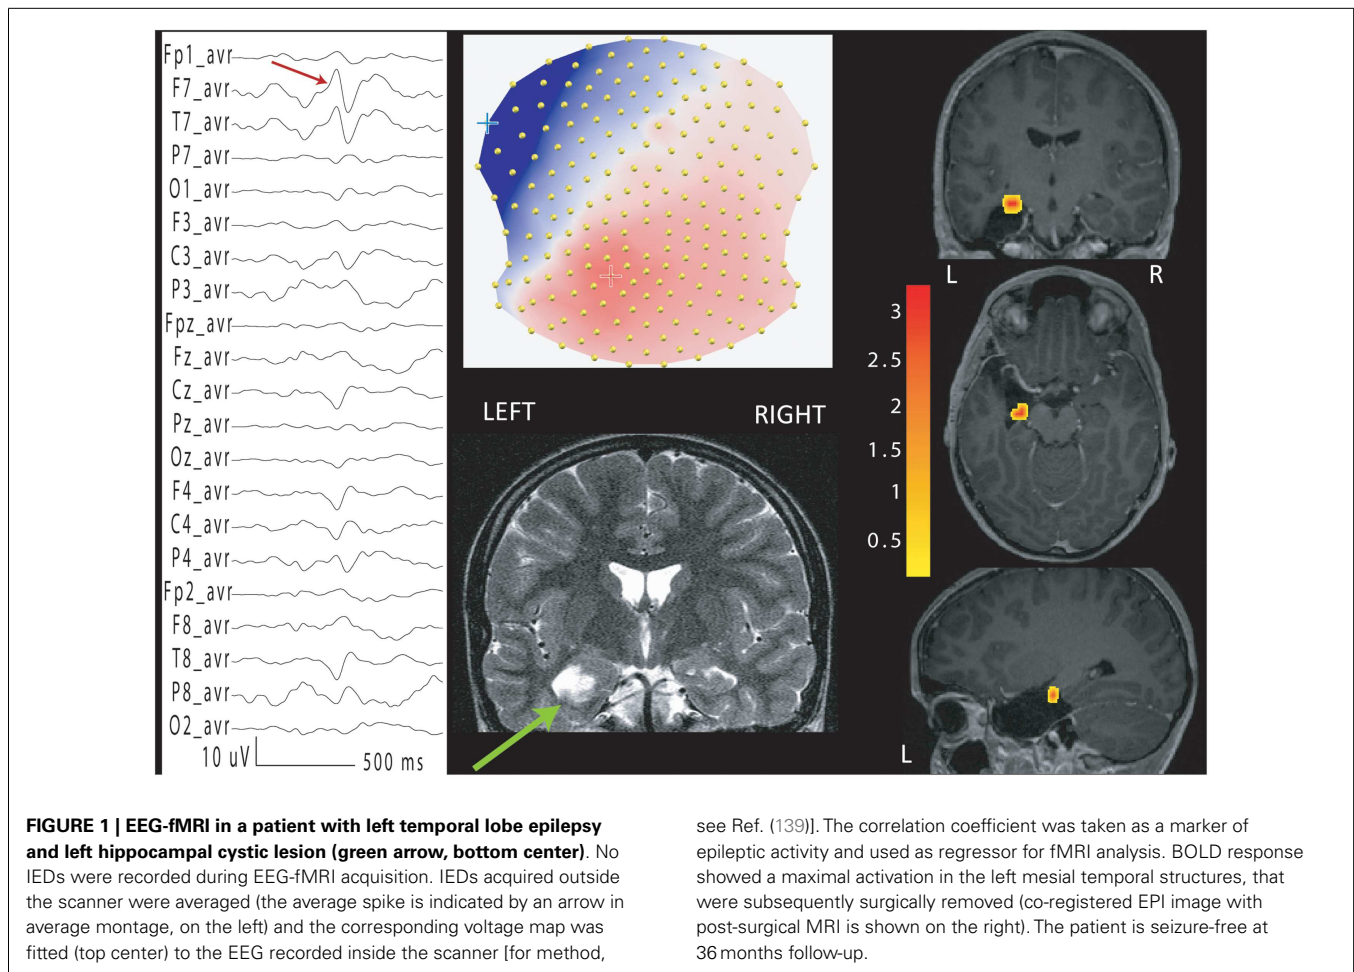 Fp1_avr
F7_avr
T7_avr
P7_avr
O1_avr
F3_avr
C3_avr
P3_avr
Fpz_avr
Fz_avr
Cz_avr
Pz_avr
Oz_avr
F4_avr
C4_avr
P4_avr
Fp2_avr
F8_avr
T8_avr
P8_avr
O2_avr
10 uV
500 ms
LEFT
RIGHT
L
R
3
2.5
2
1.5
1
0.5
L
FIGURE 1 | EEG-fMRI in a patient with left temporal lobe epilepsy
and left hippocampal cystic lesion (green arrow, bottom center). No
IEDs were recorded during EEG-fMRI acquisition. IEDs acquired outside
the scanner were averaged (the average spike is indicated by an arrow in
average montage, on the left) and the corresponding voltage map was
fitted (top center) to the EEG recorded inside the scanner [for method,
see Ref. (139)]. The correlation coefficient was taken as a marker of
epileptic activity and used as regressor for fMRI analysis. BOLD response
showed a maximal activation in the left mesial temporal structures, that
were subsequently surgically removed (co-registered EPI image with
post-surgical MRI is shown on the right). The patient is seizure-free at
36 months follow-up.